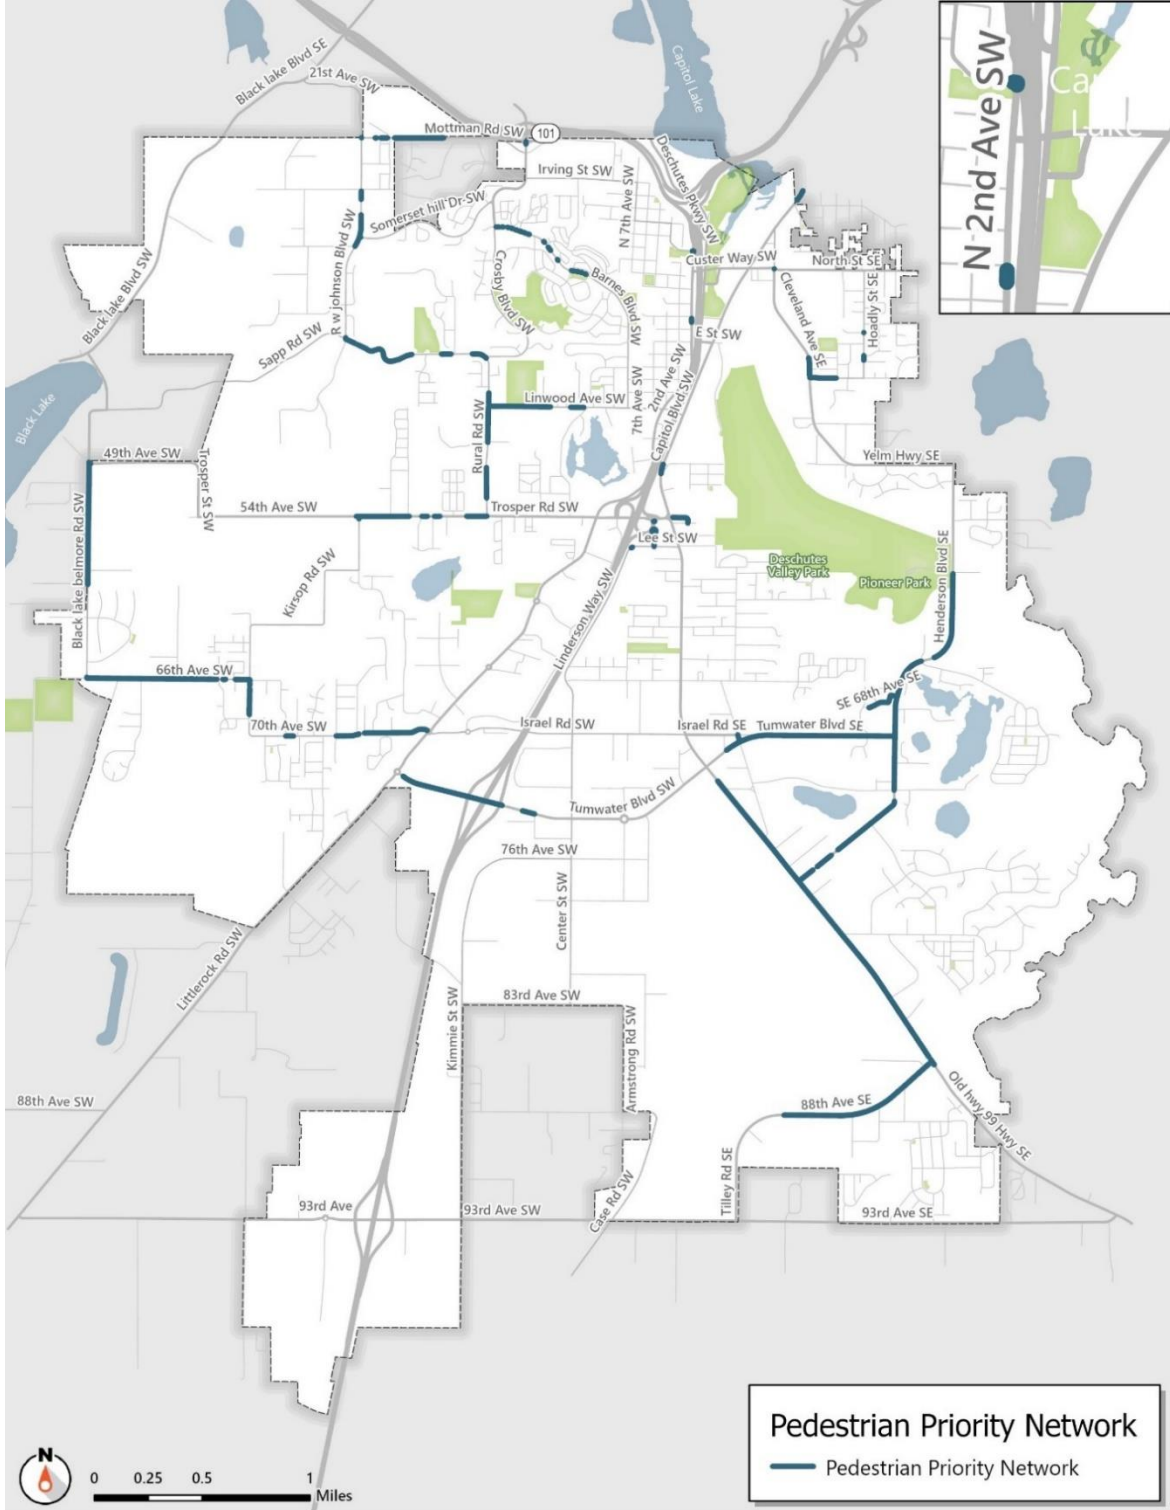 Black lake Blvd SE
21st Ave SW
Mottman Rd SW
101
Capitol Lake
Deschutes Pkwy SW
Irving St SW
N 7th Ave SW
Somerset hill Dr SW
R w johnson Blvd SW
Crosby Blvd SW
Barnes Blvd SW
Custer Way SW
North St SE
Cleveland Ave SE
Hoadly St SE
E St SW
Black lake Blvd SW
Sapp Rd SW
2nd Ave SW
7th Ave SW
Capitol Blvd SW
Linwood Ave SW
Rural Rd SW
Black Lake
49th Ave SW
Trosper St SW
Yelm Hwy SE
54th Ave SW
Trosper Rd SW
Lee St SW
Black lake belmore Rd SW
Kirsop Rd SW
Linderson Way SW
Deschutes
Valley Park
Pioneer Park
Henderson Blvd SE
66th Ave SW
SE 68th Ave SE
70th Ave SW
Israel Rd SW
Israel Rd SE
Tumwater Blvd SE
Tumwater Blvd SW
76th Ave SW
Center St SW
Littlerock Rd SW
83rd Ave SW
Kimmie St SW
Armstrong Rd SW
88th Ave SW
88th Ave SE
Old hwy 99 Hwy SE
Tilley Rd SE
Case Rd SW
93rd Ave
93rd Ave SW
93rd Ave SE
N 2nd Ave SW
Ca
Lake
N
0 0.25 0.5 1
Miles
Pedestrian Priority Network
Pedestrian Priority Network